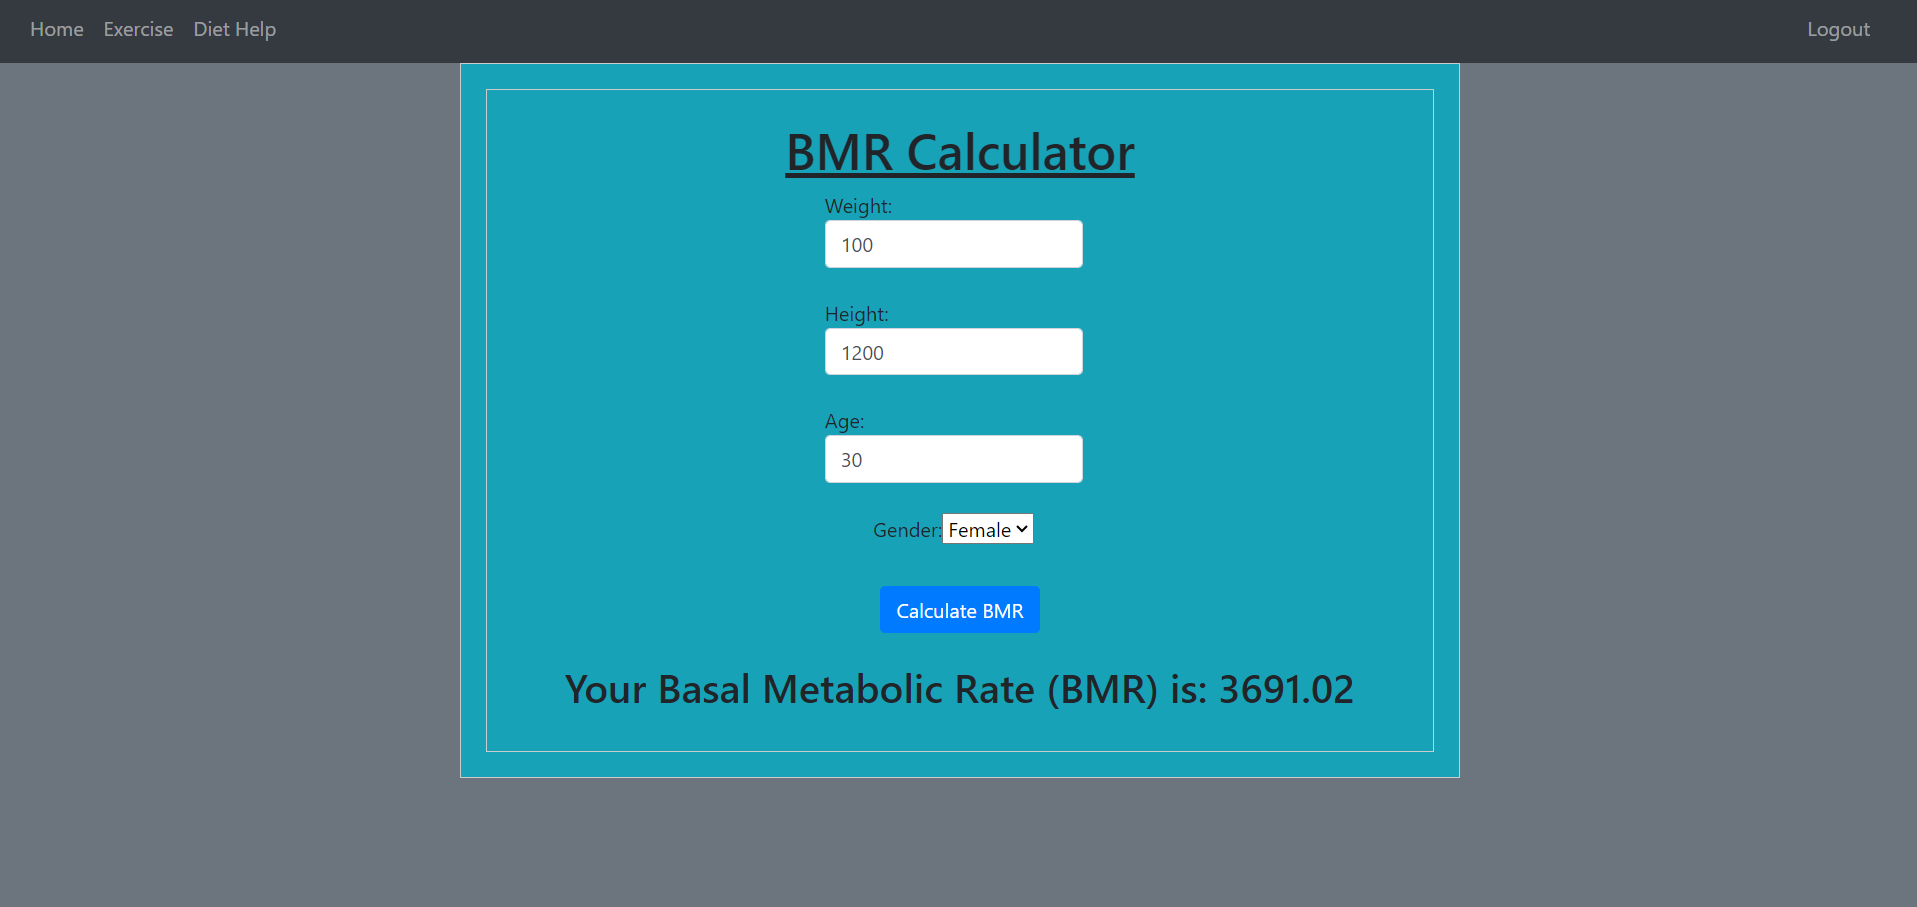 Home Exercise Diet Help Logout
BMR Calculator
Weight:
100
Height:
1200
Age:
30
Gender: Female
Calculate BMR
Your Basal Metabolic Rate (BMR) is: 3691.02